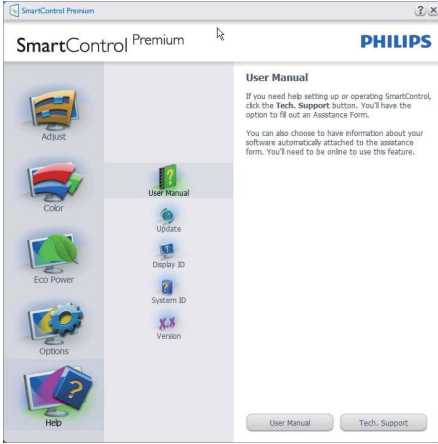 SmartControl Premium
SmartControl Premium
PHILIPS
Adjust
Color
Eco Power
Options
Help
User Manual
Update
Display ID
System ID
X.X
Version
User Manual
If you need help setting up or operating SmartControl,
click the Tech. Support button. You'll have the
option to fill out an Assistance Form.
You can also choose to have information about your
software automatically attached to the assistance
form. You'll need to be online to use this feature.
User Manual
Tech. Support